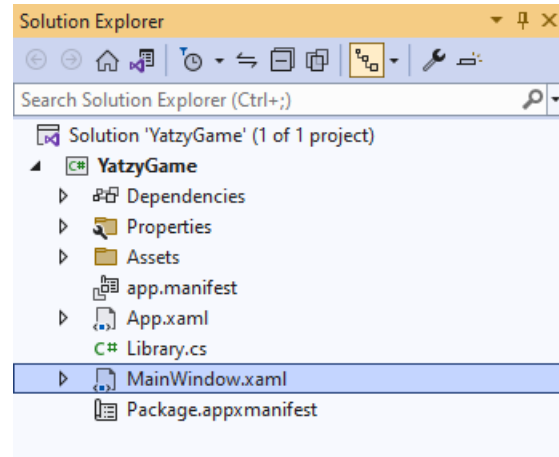 Solution Explorer
Search Solution Explorer (Ctrl+;)
Solution 'YatzyGame' (1 of 1 project)
C# YatzyGame
Dependencies
Properties
Assets
app.manifest
App.xaml
C# Library.cs
MainWindow.xaml
Package.appxmanifest